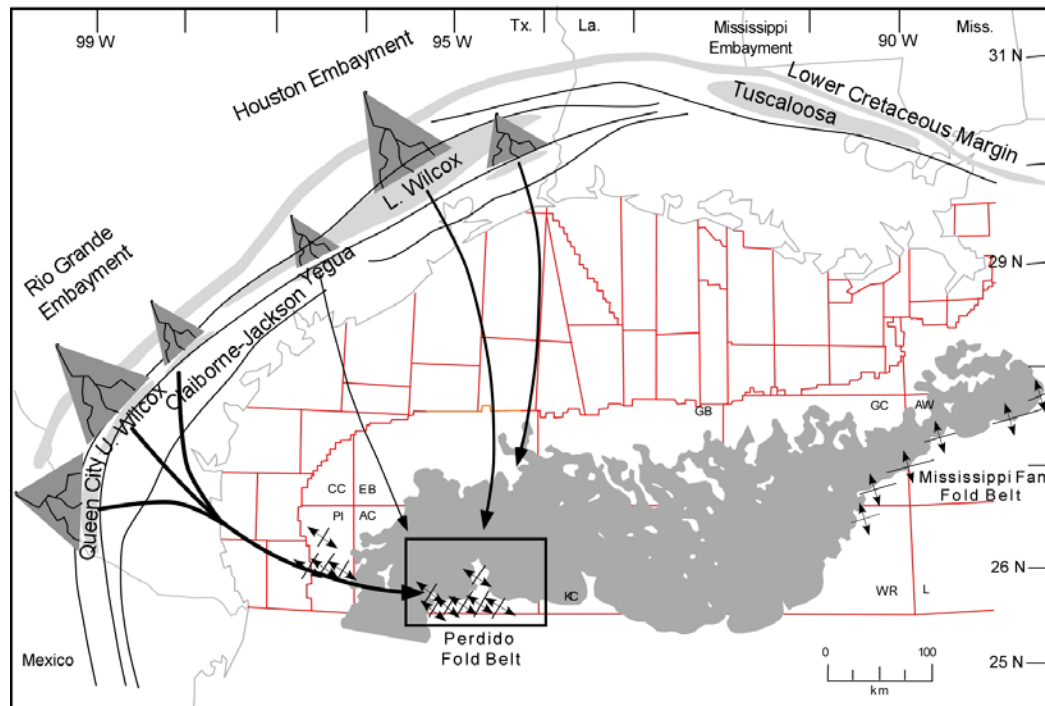 99 W
95 W
Tx.
La.
Mississippi
Embayment
90 W
Miss.
31 N
Houston Embayment
Lower Cretaceous Margin
Tuscaloosa
L. Wilcox
Rio Grande
Embayment
29 N
Claiborne-Jackson Yegua
U. Wilcox
Queen City
GB
GC
AW
Mississippi Fan
Fold Belt
CC
EB
PI
AC
26 N
KC
WR
L
Perdido
Fold Belt
Mexico
25 N
0
100
km